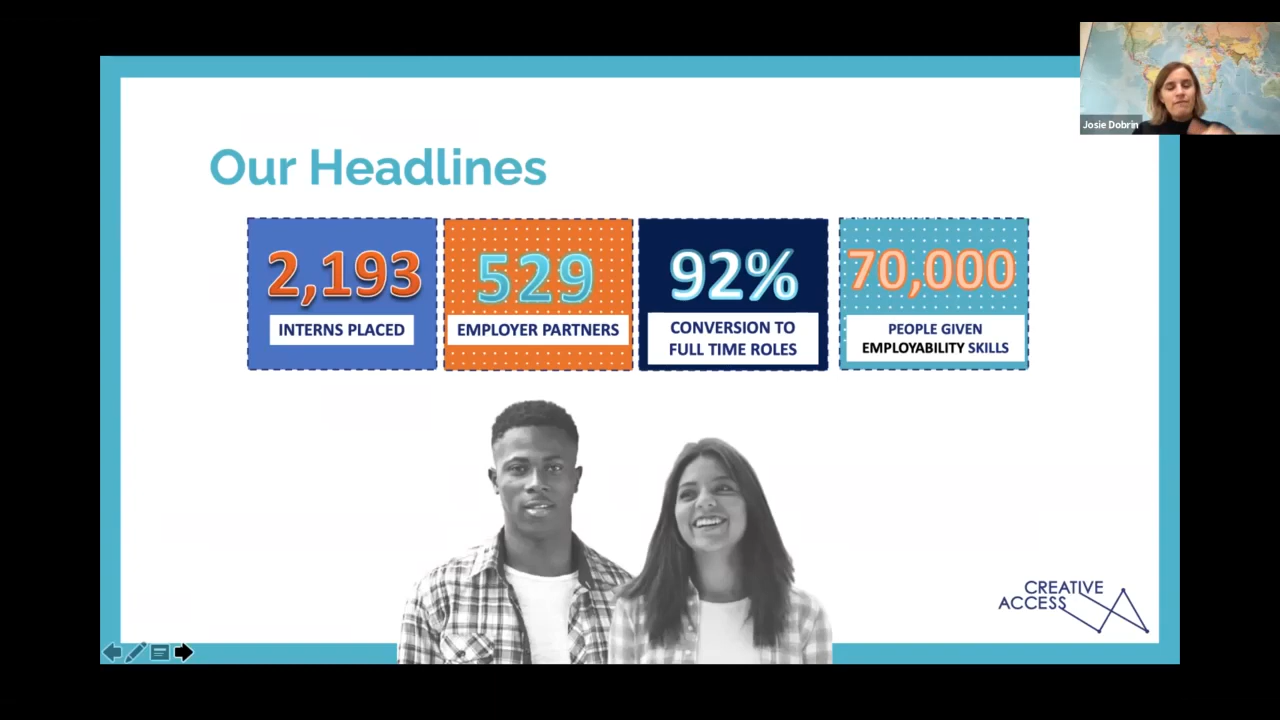 Josie Dobrin
Our Headlines
2,193
INTERNS PLACED
529
EMPLOYER PARTNERS
92%
CONVERSION TO
FULL TIME ROLES
70,000
PEOPLE GIVEN
EMPLOYABILITY SKILLS
CREATIVE
ACCESS